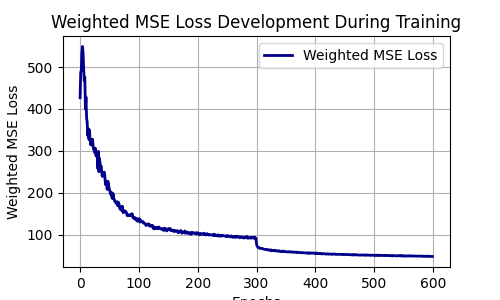 Weighted MSE Loss Development During Training
Weighted MSE Loss
Weighted MSE Loss
500
400
300
200
100
0 100 200 300 400 500 600
Epochs